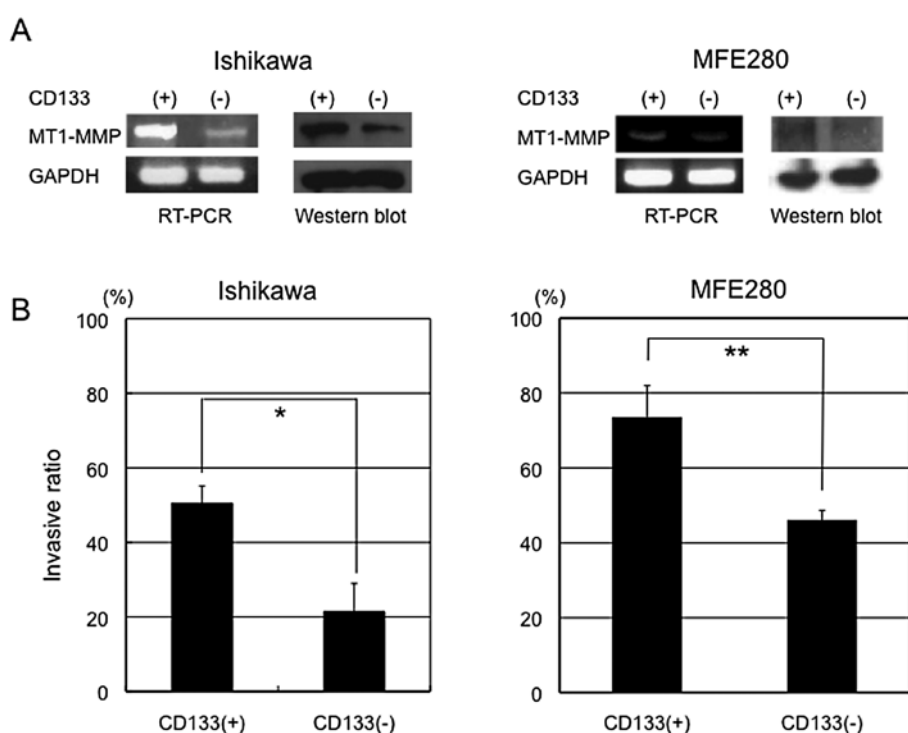 A
Ishikawa
MFE280
CD133 (+) (-) (+) (-)
CD133 (+) (-) (+) (-)
MT1-MMP
MT1-MMP
GAPDH
GAPDH
RT-PCR Western blot
RT-PCR Western blot
B
(%) Ishikawa
100
80
60
40
20
0
Invasive ratio
*
CD133(+) CD133(-)
(%) MFE280
100
80
60
40
20
0
**
CD133(+) CD133(-)